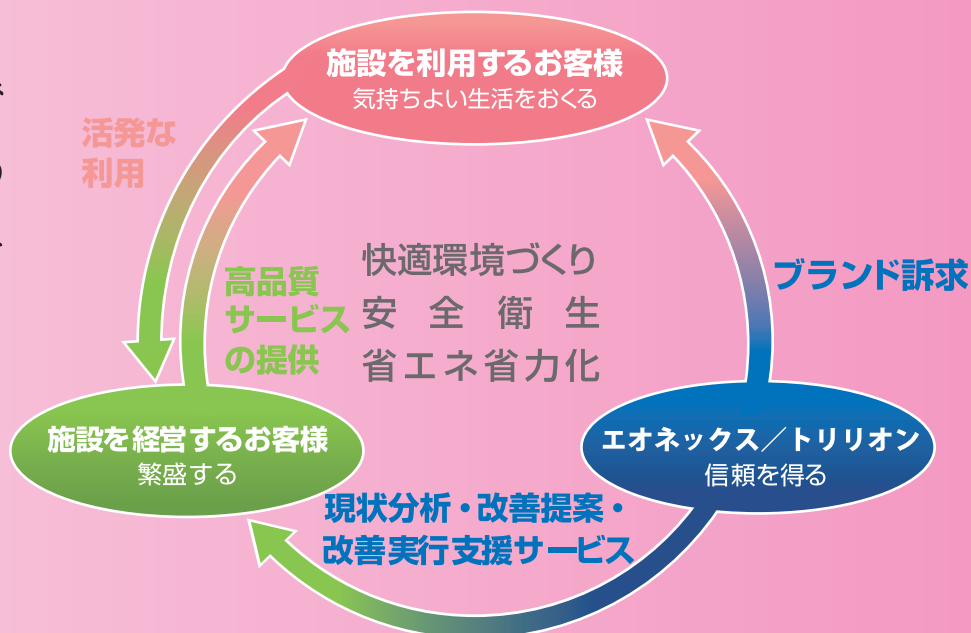 施設を利用するお客様
気持ちよい生活をおくる
活発な
利用
高品質
サービス
の提供
快適環境づくり
安全衛生
省エネ省力化
ブランド訴求
施設を経営するお客様
繁盛する
エオネックス／トリリオン
信頼を得る
現状分析・改善提案・
改善実行支援サービス